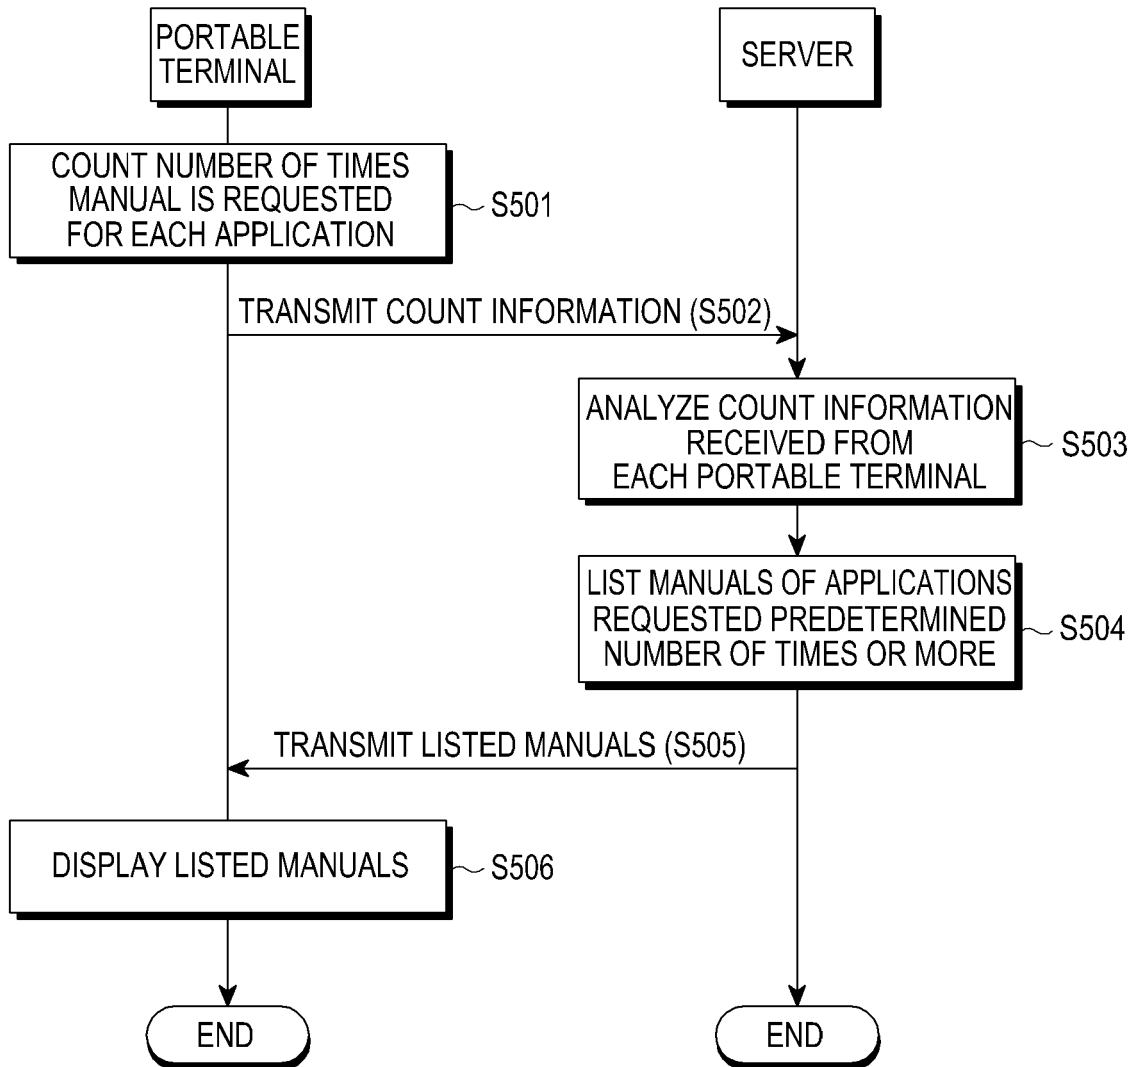 PORTABLE
TERMINAL
SERVER
COUNT NUMBER OF TIMES
MANUAL IS REQUESTED
FOR EACH APPLICATION
S501
TRANSMIT COUNT INFORMATION (S502)
ANALYZE COUNT INFORMATION
RECEIVED FROM
EACH PORTABLE TERMINAL
S503
LIST MANUALS OF APPLICATIONS
REQUESTED PREDETERMINED
NUMBER OF TIMES OR MORE
S504
TRANSMIT LISTED MANUALS (S505)
DISPLAY LISTED MANUALS
S506
END
END